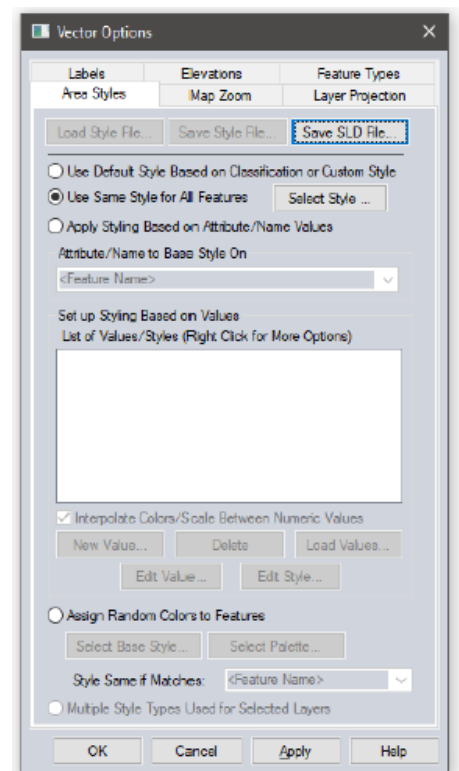 Vector Options
Labels Elevations Feature Types
Area Styles Map Zoom Layer Projection
Load Style File... Save Style File... Save SLD File...
Use Default Style Based on Classification or Custom Style
Use Same Style for All Features Select Style ...
Apply Styling Based on Attribute/Name Values
Attribute/Name to Base Style On
<Feature Name>
Set up Styling Based on Values
List of Values/Styles (Right Click for More Options)
Interpolate Colors/Scale Between Numeric Values
New Value... Delete Load Values...
Edit Value... Edit Style...
Assign Random Colors to Features
Select Base Style... Select Palette...
Style Same if Matches: <Feature Name>
Multiple Style Types Used for Selected Layers
OK Cancel Apply Help